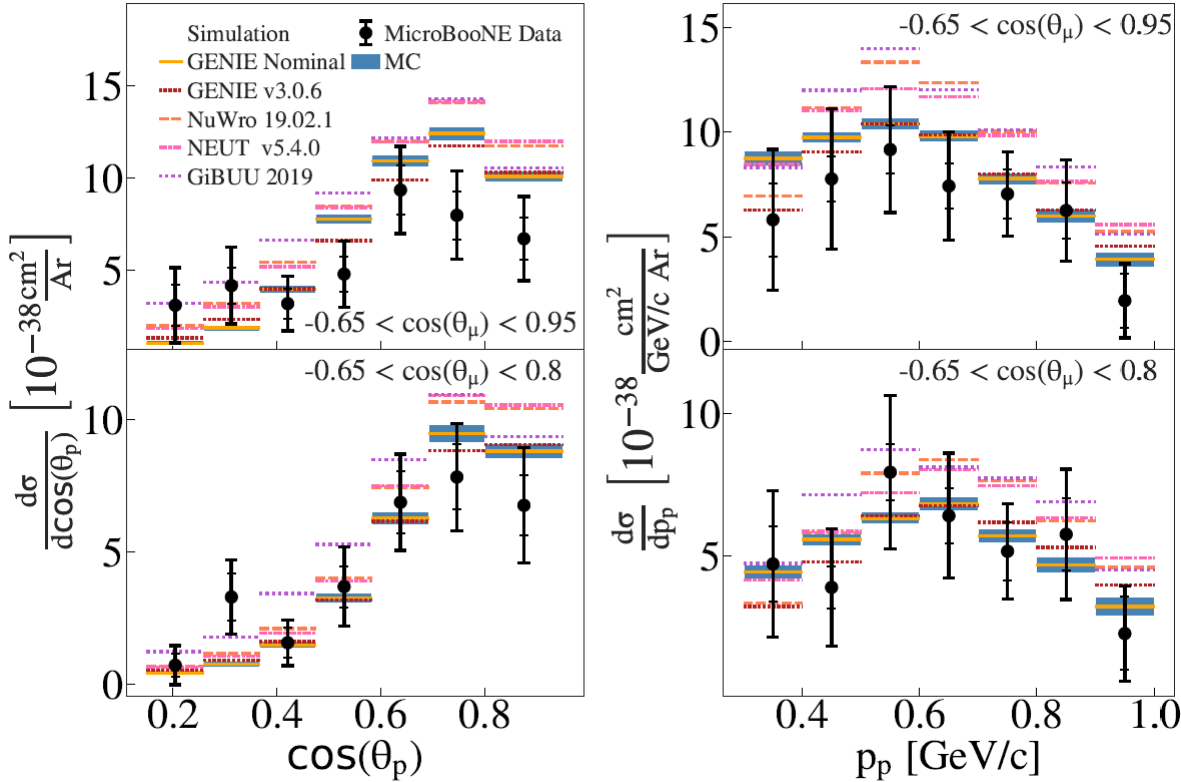 Simulation
GENIE Nominal
GENIE v3.0.6
NuWro 19.02.1
NEUT v5.4.0
GiBUU 2019
MicroBooNE Data
MC
15
10
5
-0.65 < cos(θμ) < 0.95
10
5
0
-0.65 < cos(θμ) < 0.8
0.2 0.4 0.6 0.8
cos(θp)
dσ/dcos(θp) [10−38 cm²/Ar]
15
10
5
0
-0.65 < cos(θμ) < 0.95
10
5
-0.65 < cos(θμ) < 0.8
0.4 0.6 0.8 1.0
pp [GeV/c]
dσ/dpp [10−38 cm²/GeV/c Ar]